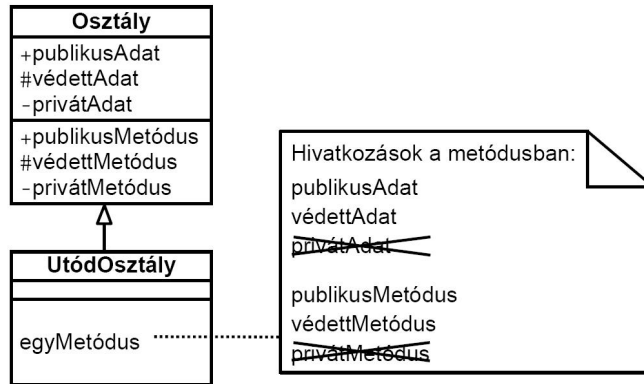 Osztály
+publikusAdat
#védettAdat
-privátAdat
+publikusMetódus
#védettMetódus
-privátMetódus
UtódOsztály
egyMetódus
Hivatkozások a metódusban:
publikusAdat
védettAdat
privátAdat
publikusMetódus
védettMetódus
privátMetódus